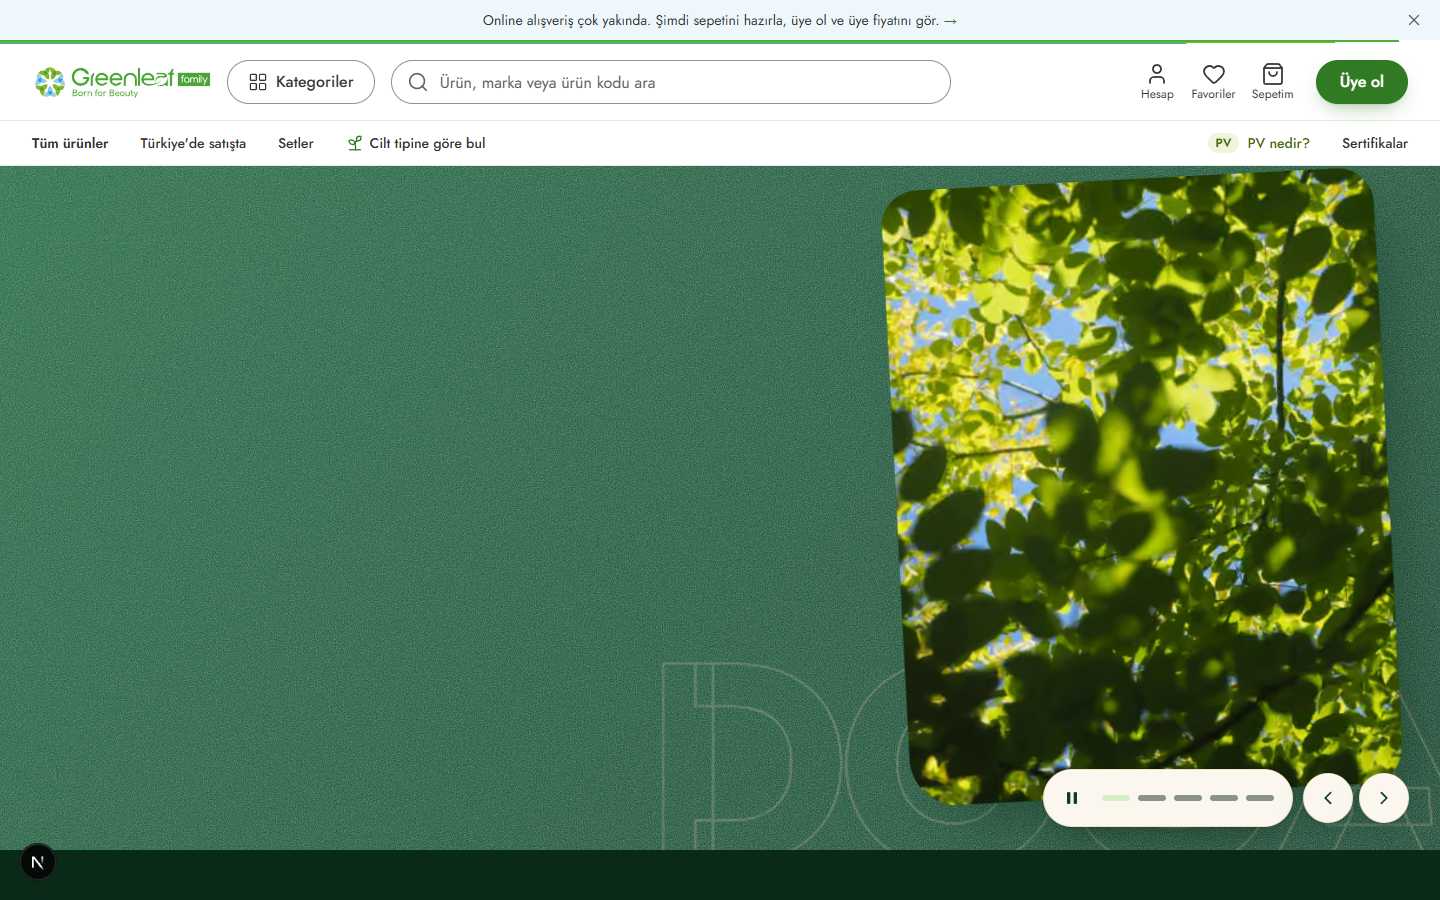 Online alışveriş çok yakında. Şimdi sepetini hazırla, üye ol ve üye fiyatını gör. →
Greenleaf family
Born for Beauty
Kategoriler
Ürün, marka veya ürün kodu ara
Hesap
Favoriler
Sepetim
Üye ol
Tüm ürünler
Türkiye'de satışta
Setler
Cilt tipine göre bul
PV
PV nedir?
Sertifikalar
N